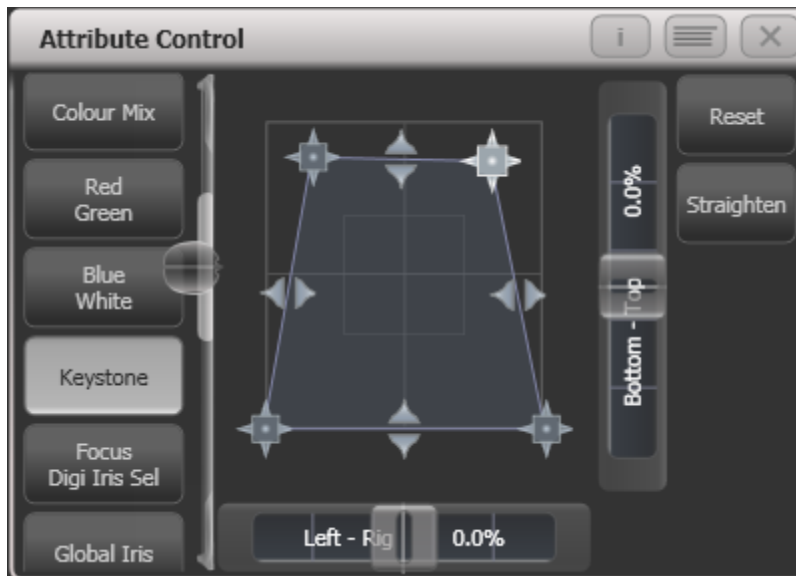 Attribute Control
i
Colour Mix
Red
Green
Blue
White
Keystone
Focus
Digi Iris Sel
Global Iris
Reset
Straighten
Bottom - Top 0.0%
Left - Rig 0.0%